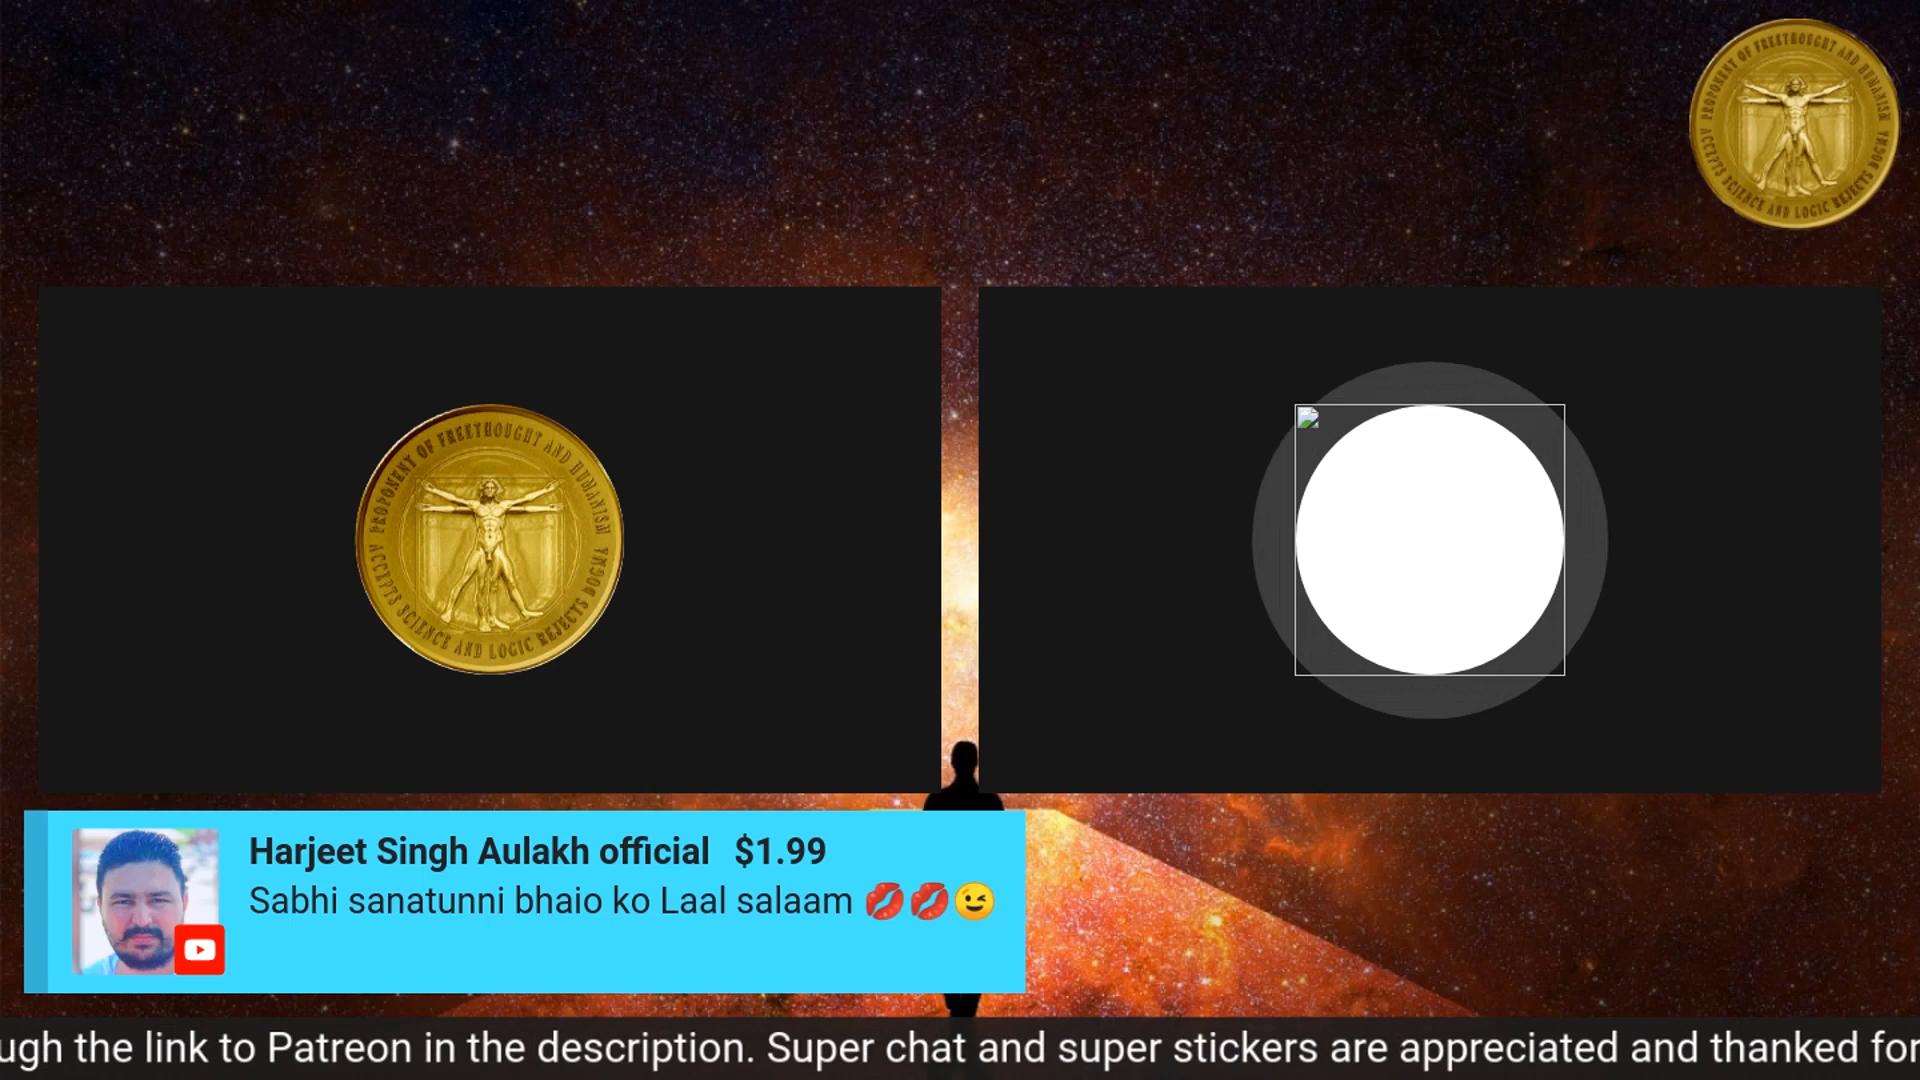 PROPONENT OF FREETHOUGHT AND HUMANISM
ACCEPTS SCIENCE AND LOGIC REJECTS DOGMA
PROPONENT OF FREETHOUGHT AND HUMANISM
ACCEPTS SCIENCE AND LOGIC REJECTS DOGMA
Harjeet Singh Aulakh official $1.99
Sabhi sanatunni bhaio ko Laal salaam 💋💋😉
ugh the link to Patreon in the description. Super chat and super stickers are appreciated and thanked for